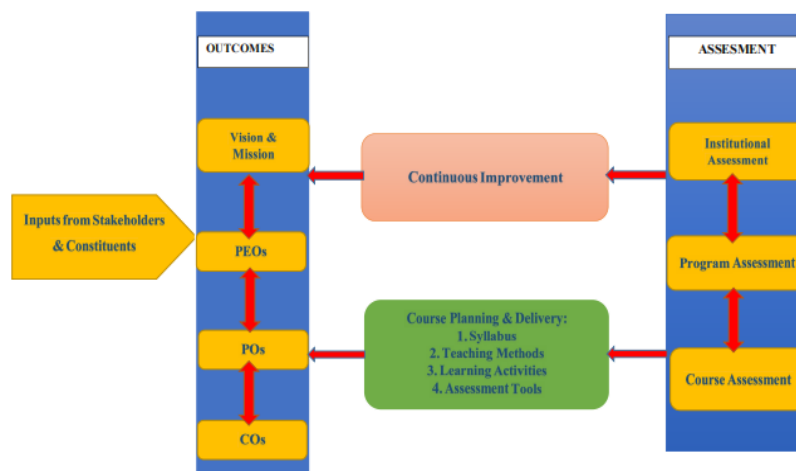 OUTCOMES
Vision &
Mission
PEOs
POs
COs
Inputs from Stakeholders
& Constituents
Continuous Improvement
Course Planning & Delivery:
1. Syllabus
2. Teaching Methods
3. Learning Activities
4. Assessment Tools
ASSESMENT
Institutional
Assessment
Program Assessment
Course Assessment